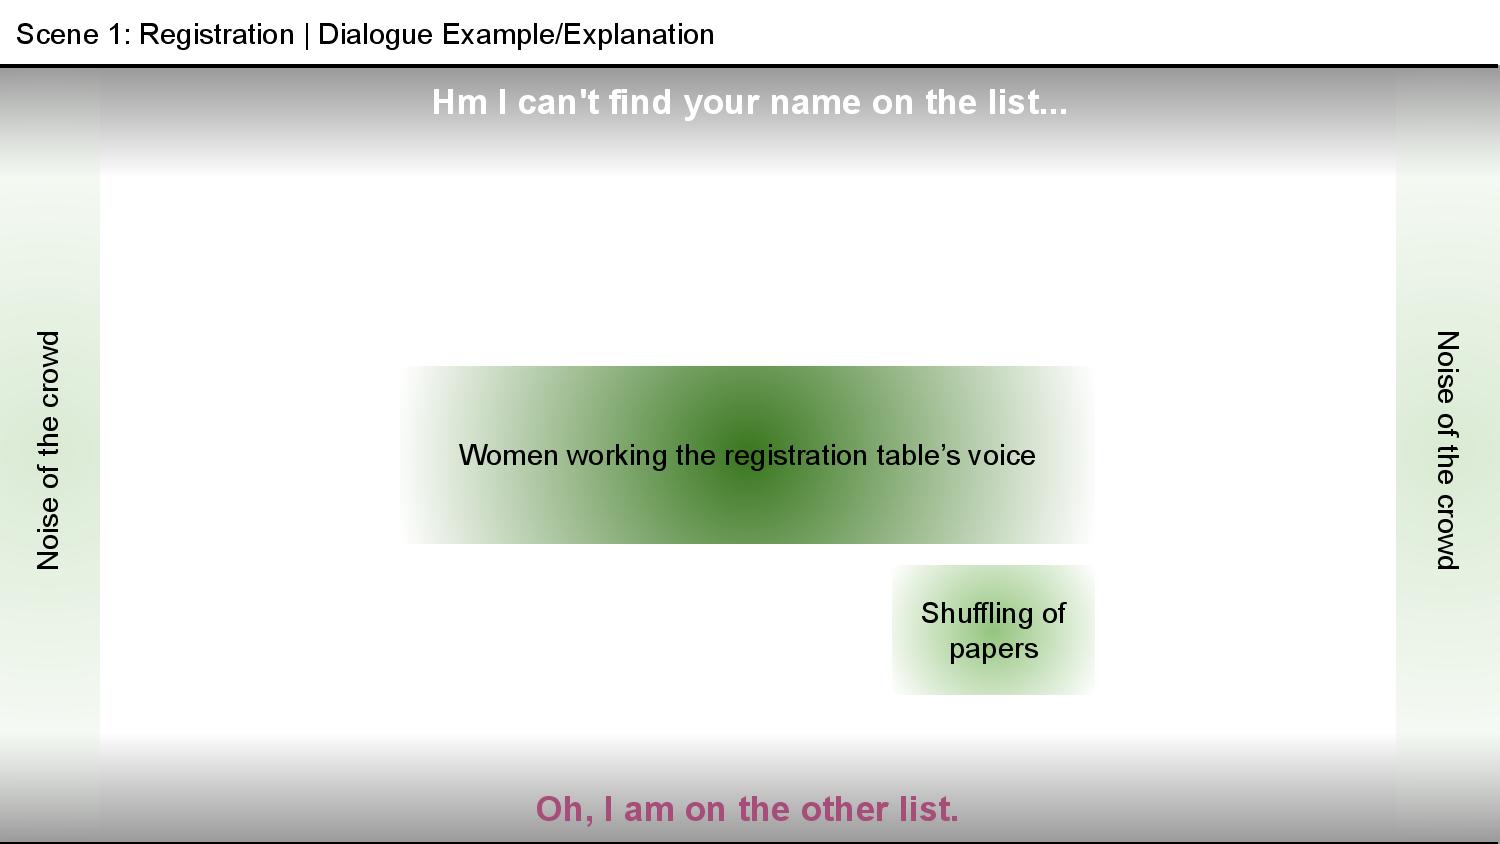 Scene 1: Registration | Dialogue Example/Explanation
Hm I can't find your name on the list...
Noise of the crowd
Women working the registration table’s voice
Noise of the crowd
Shuffling of
papers
Oh, I am on the other list.